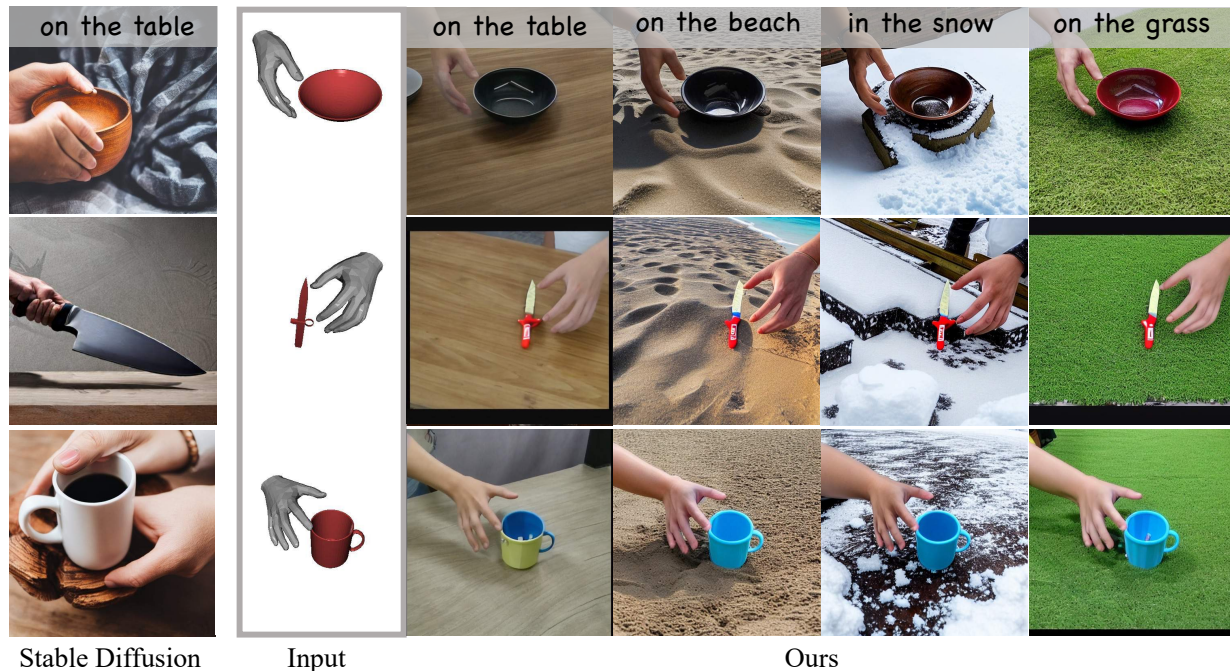 on the table
on the table
on the beach
in the snow
on the grass
Stable Diffusion
Input
Ours